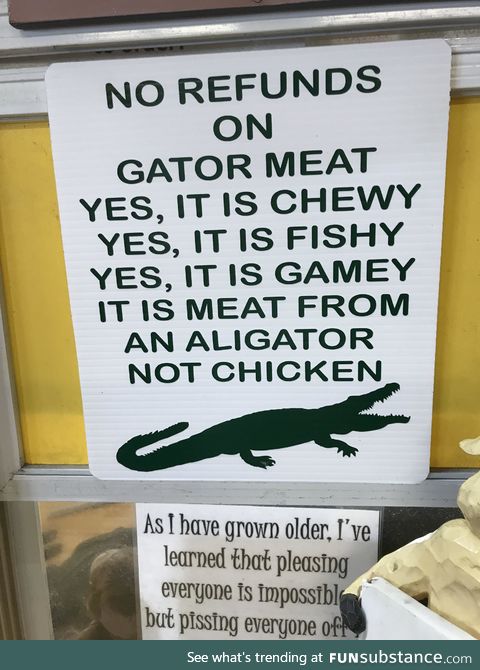 NO REFUNDS
ON
GATOR MEAT
YES, IT IS CHEWY
YES, IT IS FISHY
YES, IT IS GAMEY
IT IS MEAT FROM
AN ALIGATOR
NOT CHICKEN
As I have grown older, I've
learned that pleasing
everyone is impossible
but pissing everyone off
See what's trending at FUNsubstance.com